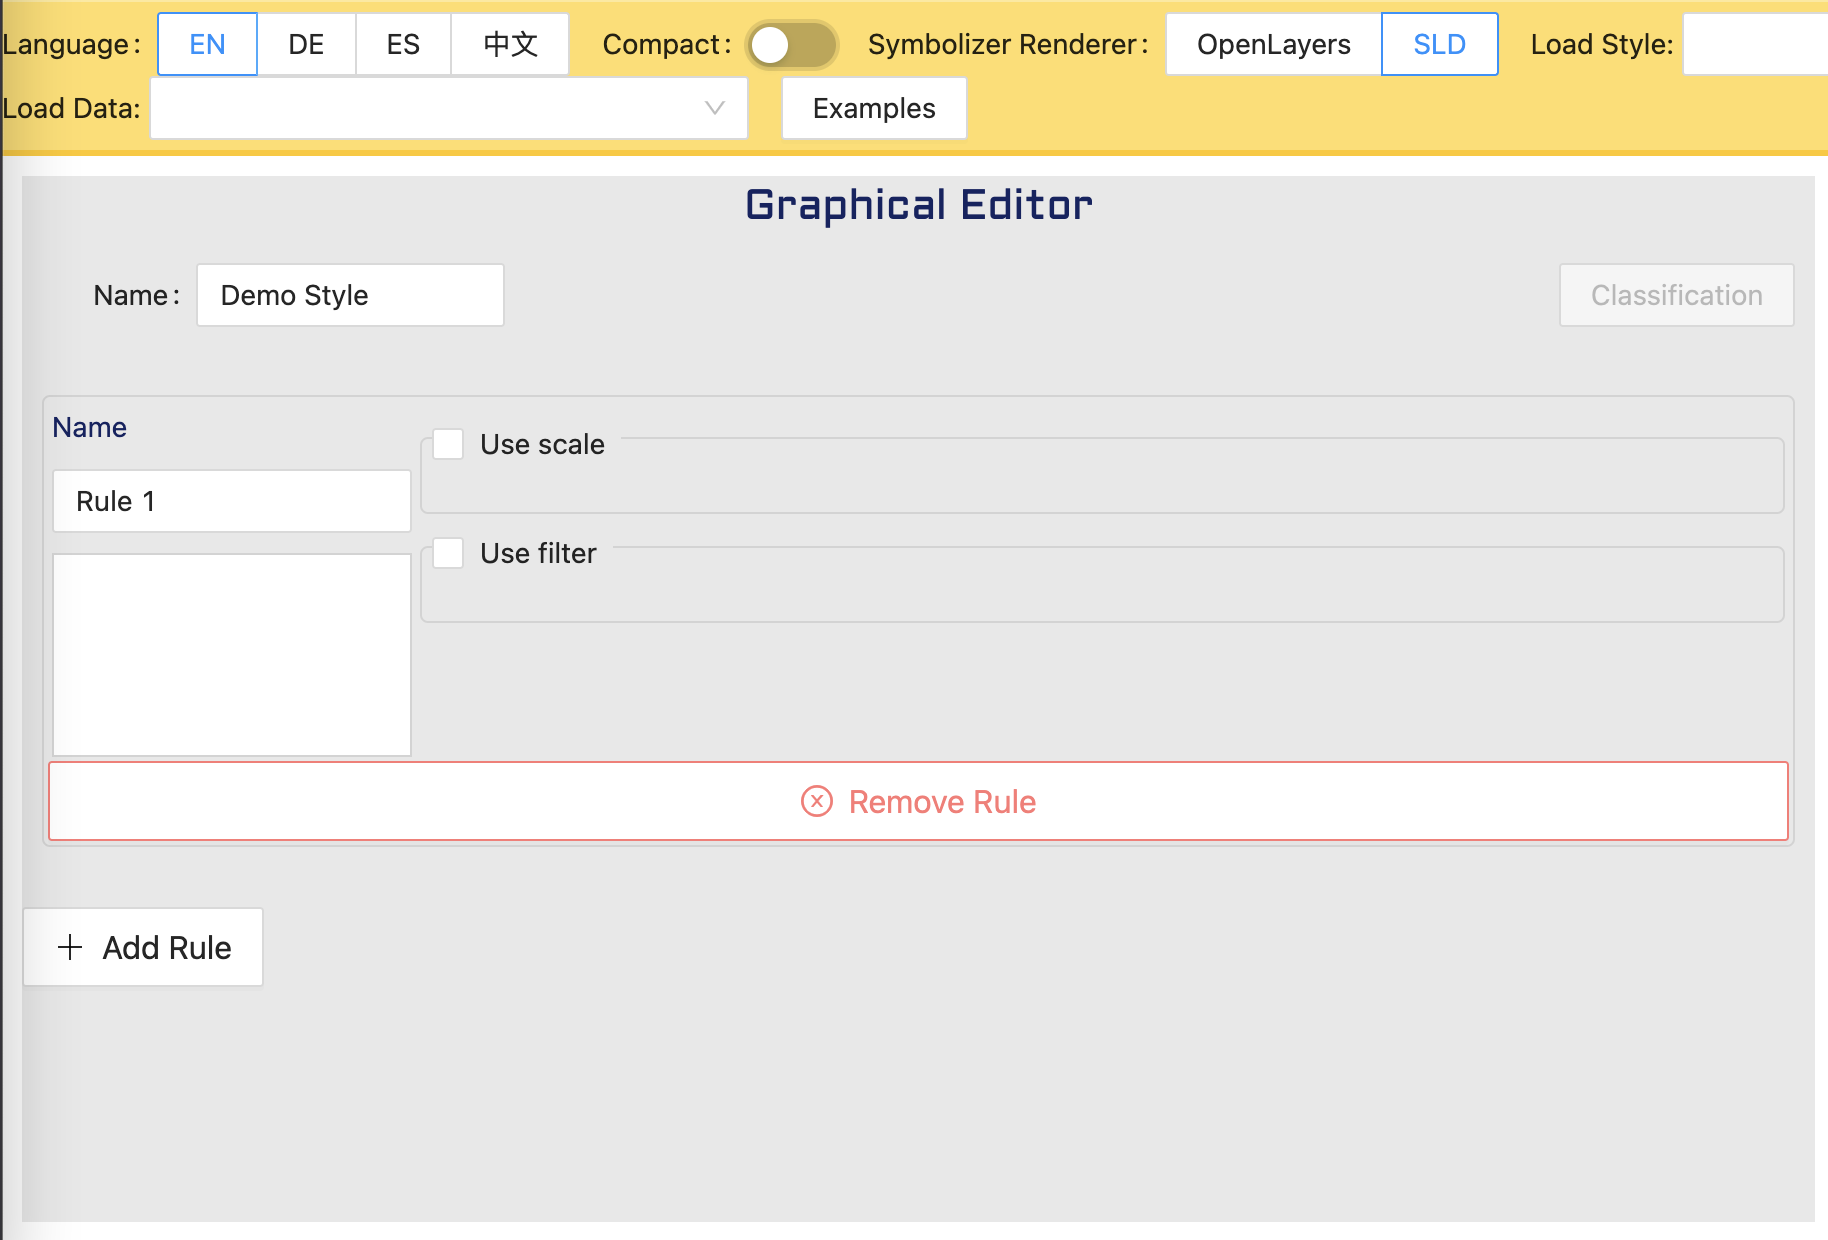 Language: EN DE ES 中文 Compact: Symbolizer Renderer: OpenLayers SLD Load Style:
Load Data: Examples
Graphical Editor
Name: Demo Style Classification
Name
Use scale
Rule 1
Use filter
Remove Rule
Add Rule